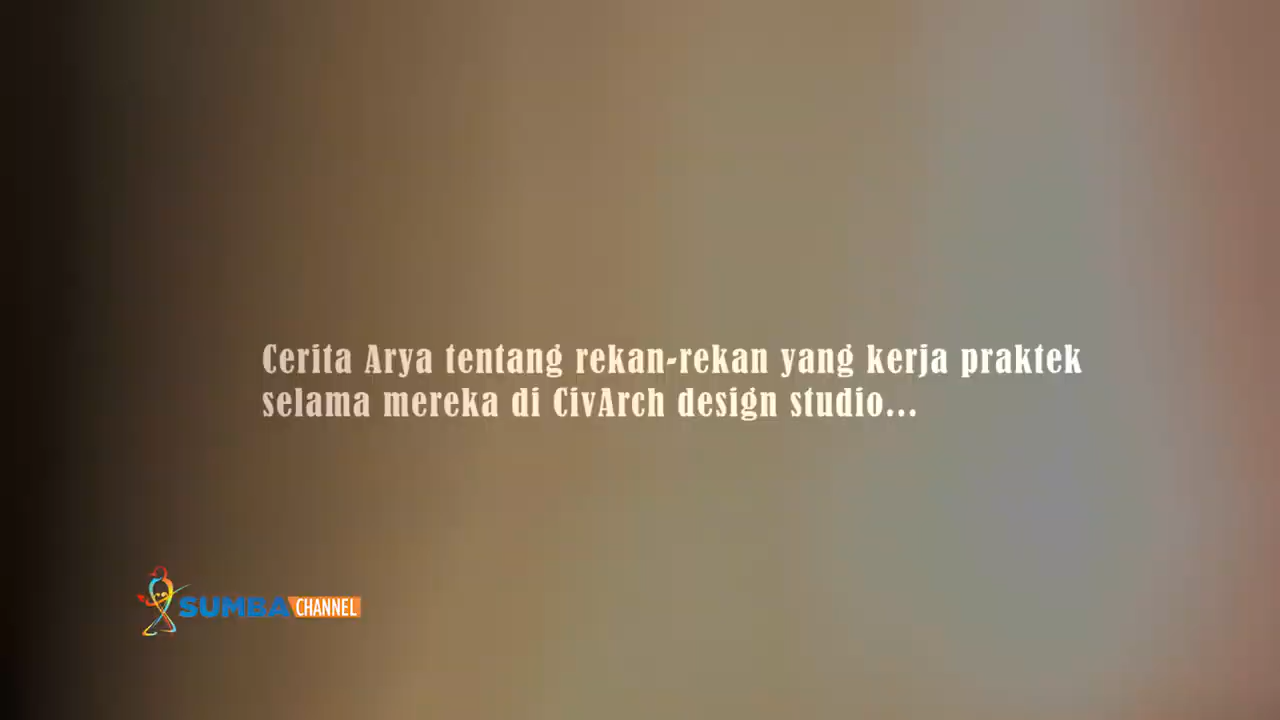 Cerita Arya tentang rekan-rekan yang kerja praktek
selama mereka di CivArch design studio...
SUMBA CHANNEL